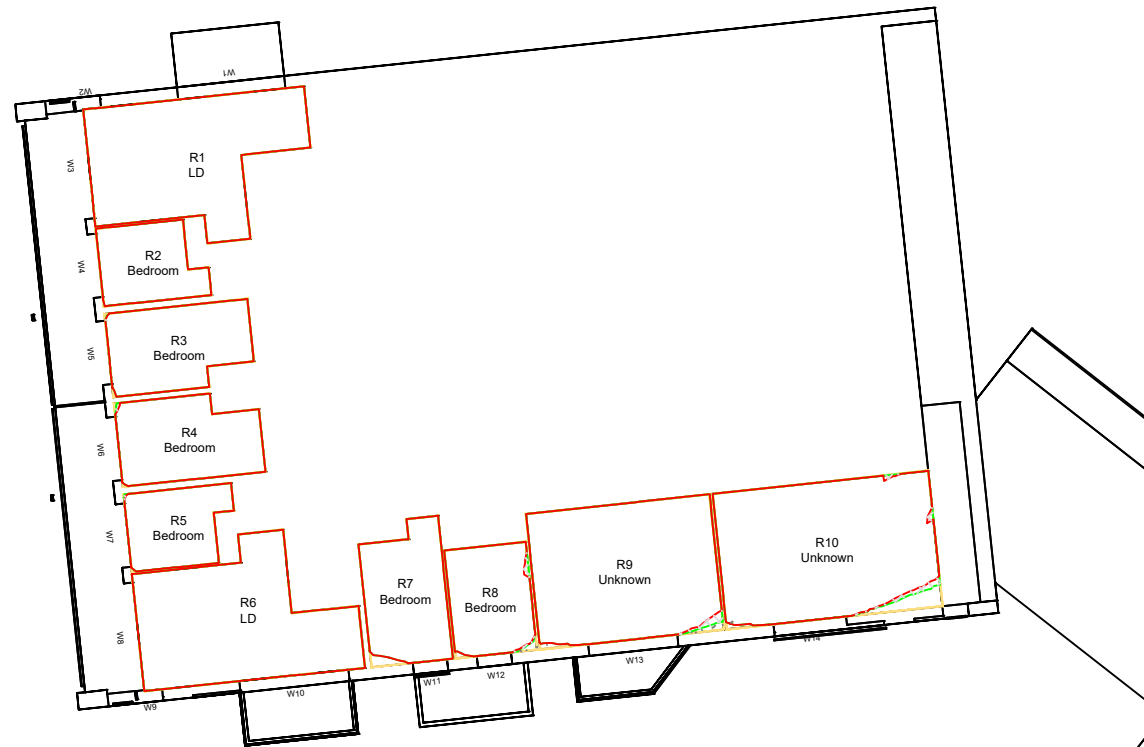 W1
W2
W3
R1
LD
W4
R2
Bedroom
W5
R3
Bedroom
W6
R4
Bedroom
W7
R5
Bedroom
W8
R6
LD
R7
Bedroom
R8
Bedroom
R9
Unknown
R10
Unknown
W9
W10
W11
W12
W13
W14